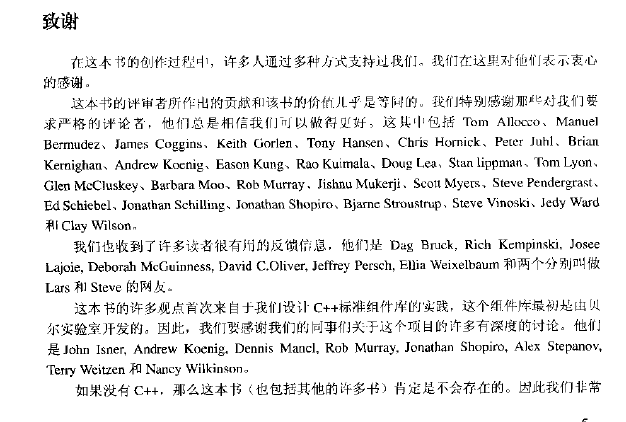 致谢
在这本书的创作过程中，许多人通过多种方式支持过我们。我们在这里对他们表示衷心
的感谢。
这本书的评审者所作出的贡献和该书的价值几乎是等同的。我们特别感谢那些对我们要
求严格的评论者，他们总是相信我们可以做得更好。这其中包括 Tom Allocco、Manuel
Bermudez、James Coggins、Keith Gorlen、Tony Hansen、Chris Hornick、Peter Juhl、Brian
Kernighan、Andrew Koenig、Eason Kung、Rao Kuimala、Doug Lea、Stan lippman、Tom Lyon、
Glen McCluskey、Barbara Moo、Rob Murray、Jishnu Mukerji、Scott Myers、Steve Pendergrast、
Ed Schiebel、Jonathan Schilling、Jonathan Shopiro、Bjarne Stroustrup、Steve Vinoski、Jedy Ward
和 Clay Wilson。
我们也收到了许多读者很有用的反馈信息，他们是 Dag Bruck, Rich Kempinski, Josee
Lajoie, Deborah McGuinness, David C.Oliver, Jeffrey Persch, Ellia Weixelbaum 和两个分别叫做
Lars 和 Steve 的网友。
这本书的许多观点首次来自于我们设计 C++标准组件库的实践，这个组件库最初是由贝
尔实验室开发的。因此，我们要感谢我们的同事们关于这个项目的许多有深度的讨论。他们
是John Isner, Andrew Koenig, Dennis Mancl, Rob Murray, Jonathan Shopiro, Alex Stepanov,
Terry Weitzen 和 Nancy Wilkinson。
如果没有 C++，那么这本书（也包括其他的许多书）肯定是不会存在的。因此我们非常